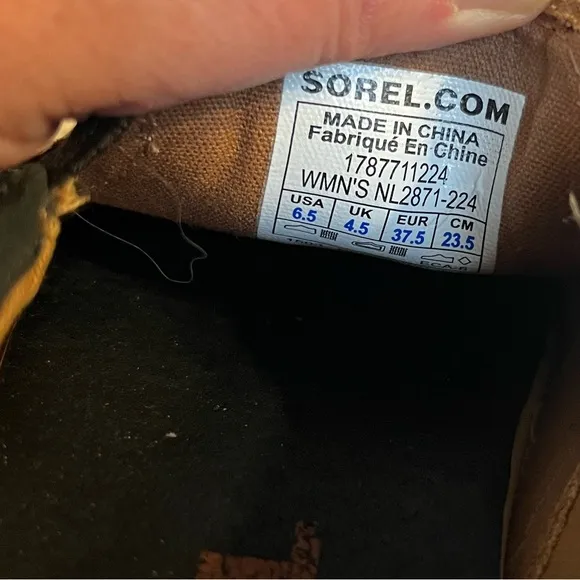 SOREL.COM
MADE IN CHINA
Fabriqué En Chine
1787711224
WMN'S NL2871-224
USA UK EUR CM
6.5 4.5 37.5 23.5